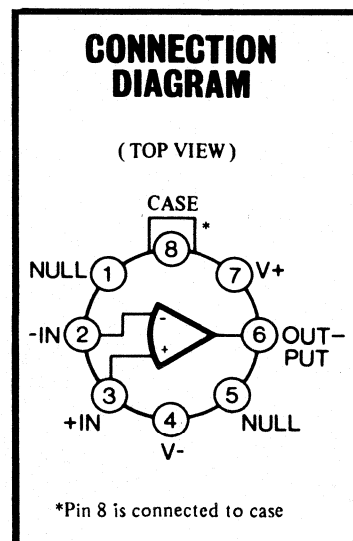 CONNECTION
DIAGRAM
(TOP VIEW)
CASE
*
8
NULL 1
7 V+
-IN 2
-
6 OUT-
PUT
+
3
+IN
5
NULL
4
V-
*Pin 8 is connected to case